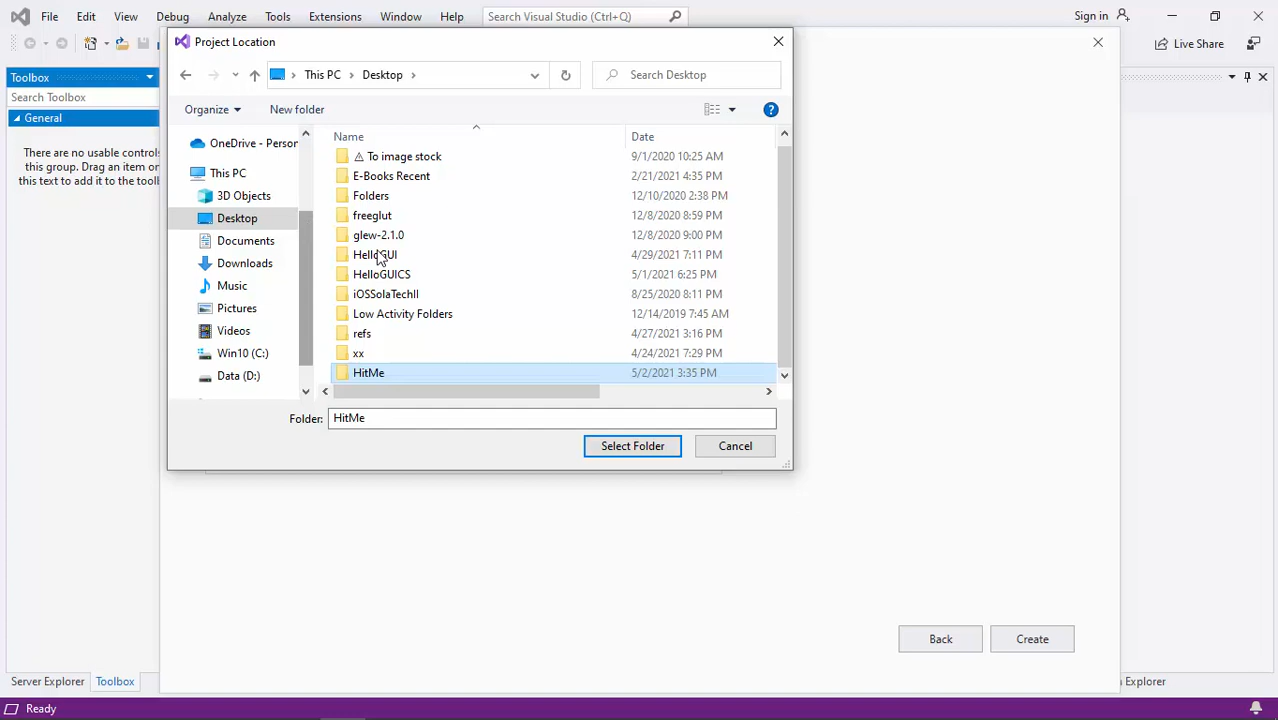 File Edit View Debug Analyze Tools Extensions Window Help Search Visual Studio (Ctrl+Q) Sign in
Project Location
Live Share
Toolbox
This PC Desktop Search Desktop
Search Toolbox
General
Organize New folder
There are no usable controls
this group. Drag an item on
this text to add it to the toolb
Name Date
OneDrive - Person
This PC
3D Objects
Desktop
Documents
Downloads
Music
Pictures
Videos
Win10 (C:)
Data (D:)
⚠ To image stock 9/1/2020 10:25 AM
E-Books Recent 2/21/2021 4:35 PM
Folders 12/10/2020 2:38 PM
freeglut 12/8/2020 8:59 PM
glew-2.1.0 12/8/2020 9:00 PM
HelloGUI 4/29/2021 7:11 PM
HelloGUICS 5/1/2021 6:25 PM
iOSSolaTechII 8/25/2020 8:11 PM
Low Activity Folders 12/14/2019 7:45 AM
refs 4/27/2021 3:16 PM
xx 4/24/2021 7:29 PM
HitMe 5/2/2021 3:35 PM
Folder: HitMe
Select Folder Cancel
Back Create
Server Explorer Toolbox Explorer
Ready